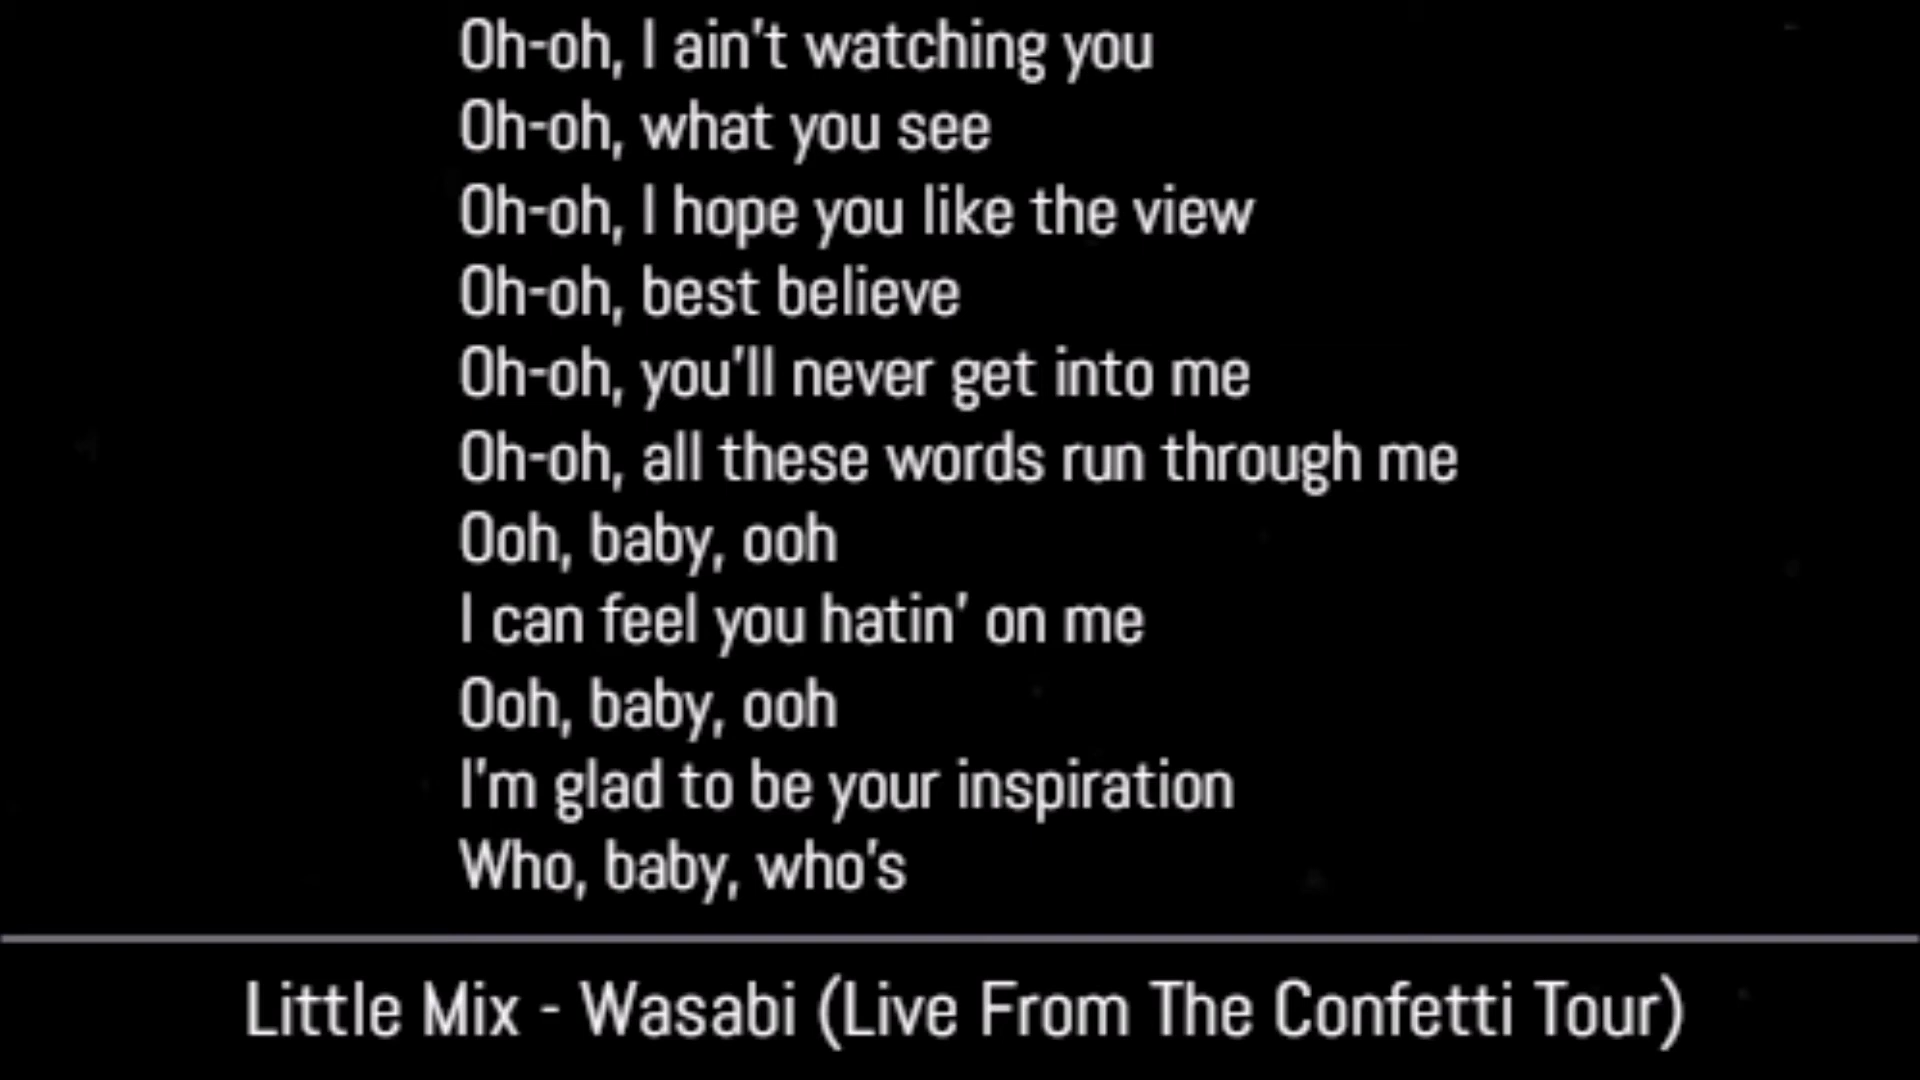 Oh-oh, I ain't watching you
Oh-oh, what you see
Oh-oh, I hope you like the view
Oh-oh, best believe
Oh-oh, you'll never get into me
Oh-oh, all these words run through me
Ooh, baby, ooh
I can feel you hatin' on me
Ooh, baby, ooh
I'm glad to be your inspiration
Who, baby, who's
Little Mix - Wasabi (Live From The Confetti Tour)